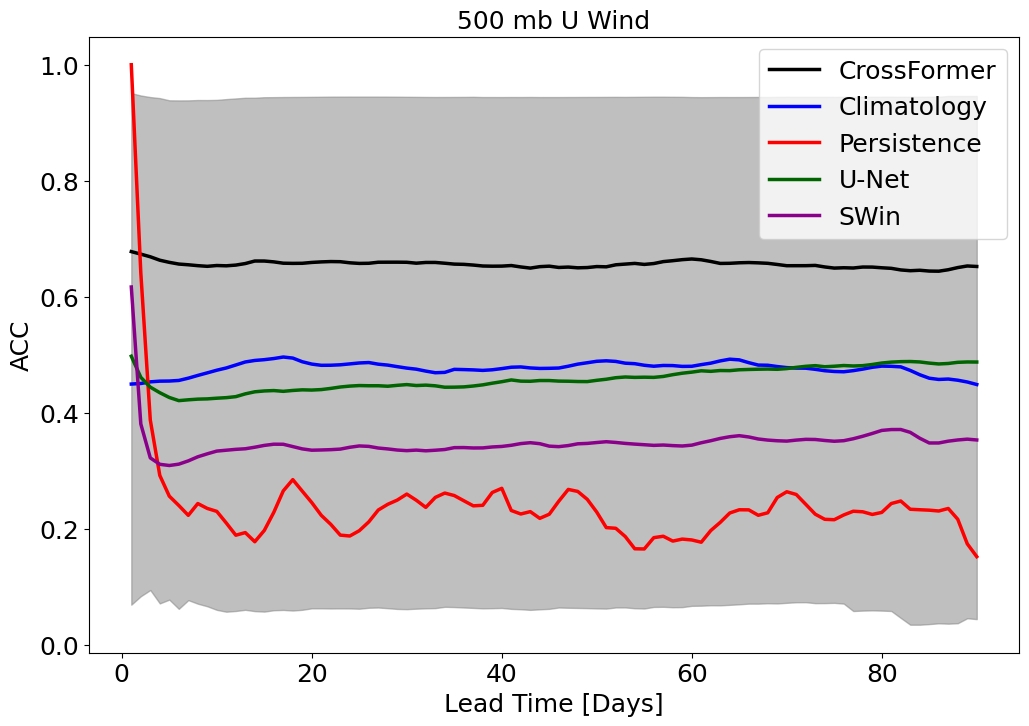 500 mb U Wind
CrossFormer
Climatology
Persistence
U-Net
SWin
ACC
1.0
0.8
0.6
0.4
0.2
0.0
0 20 40 60 80
Lead Time [Days]